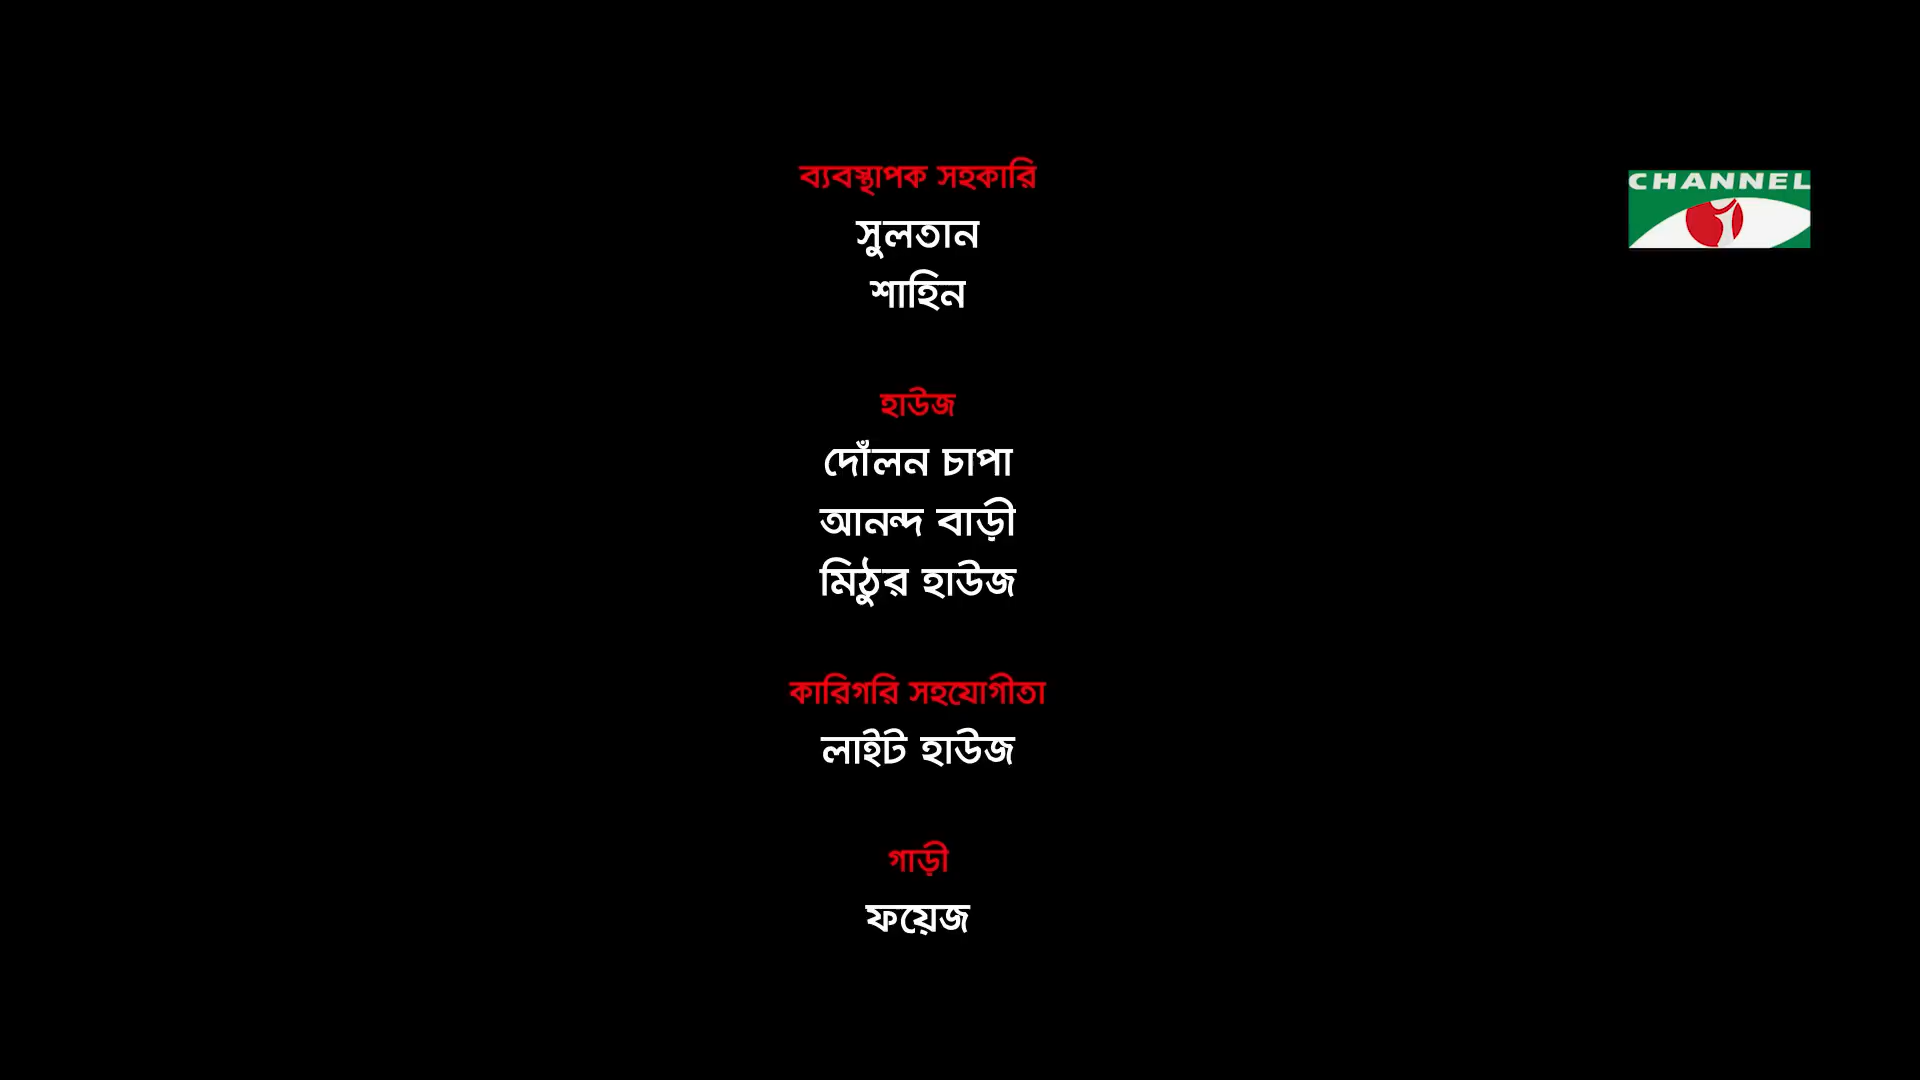 ব্যবস্থাপক সহকারি
CHANNEL
সুলতান
শাহিন
হাউজ
দোঁলন চাপা
আনন্দ বাড়ী
মিঠুর হাউজ
কারিগরি সহযোগীতা
লাইট হাউজ
গাড়ী
ফয়েজ